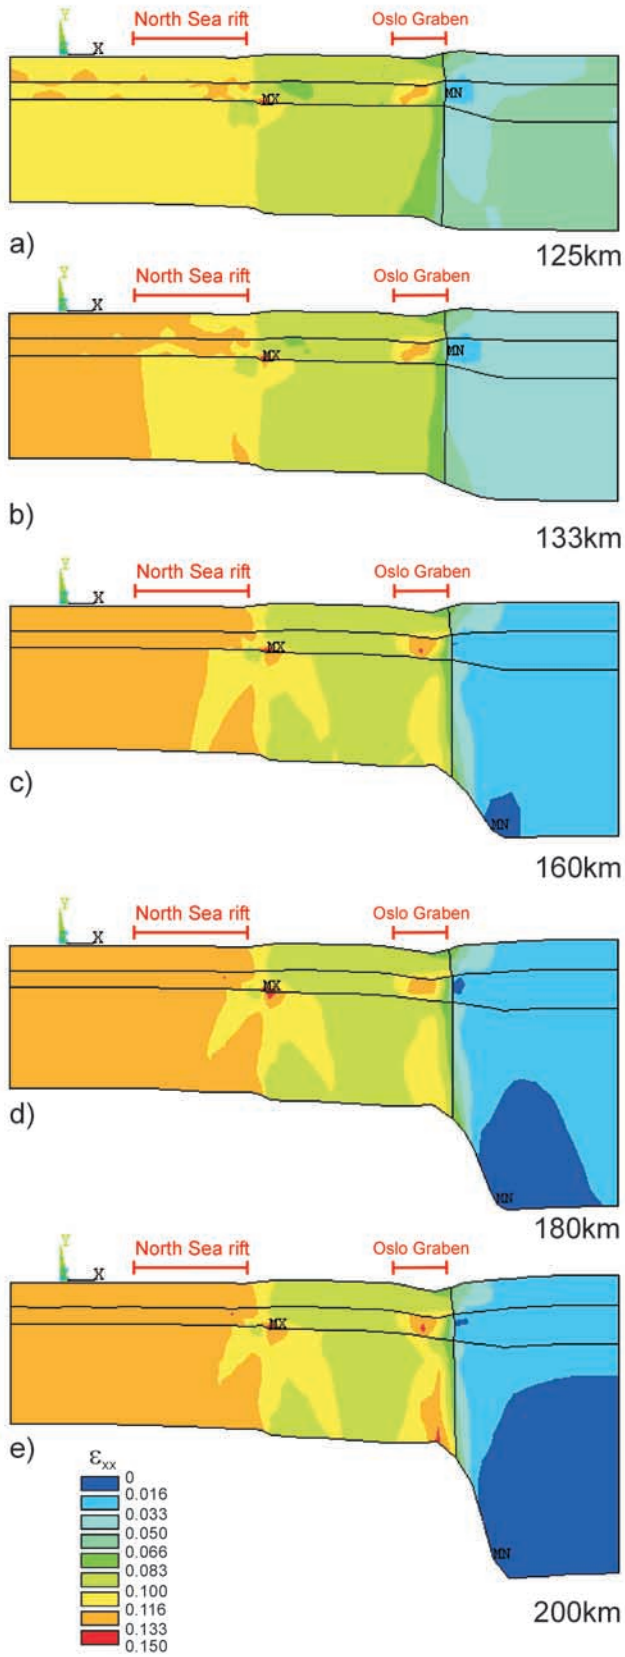 North Sea rift Oslo Graben
Y
X
MX
MN
a)
125km
North Sea rift Oslo Graben
Y
X
MX
MN
b)
133km
North Sea rift Oslo Graben
Y
X
MX
MN
c)
160km
North Sea rift Oslo Graben
Y
X
MX
MN
d)
180km
North Sea rift Oslo Graben
Y
X
MX
MN
e)
εxx
0
0.016
0.033
0.050
0.066
0.083
0.100
0.116
0.133
0.150
200km